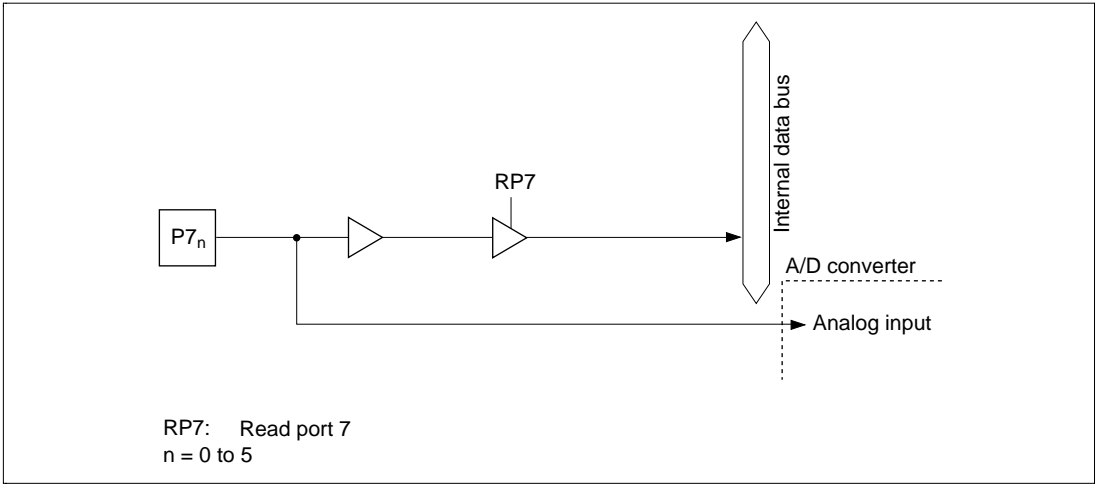 Internal data bus
RP7
P7n
A/D converter
Analog input
RP7: Read port 7
n = 0 to 5